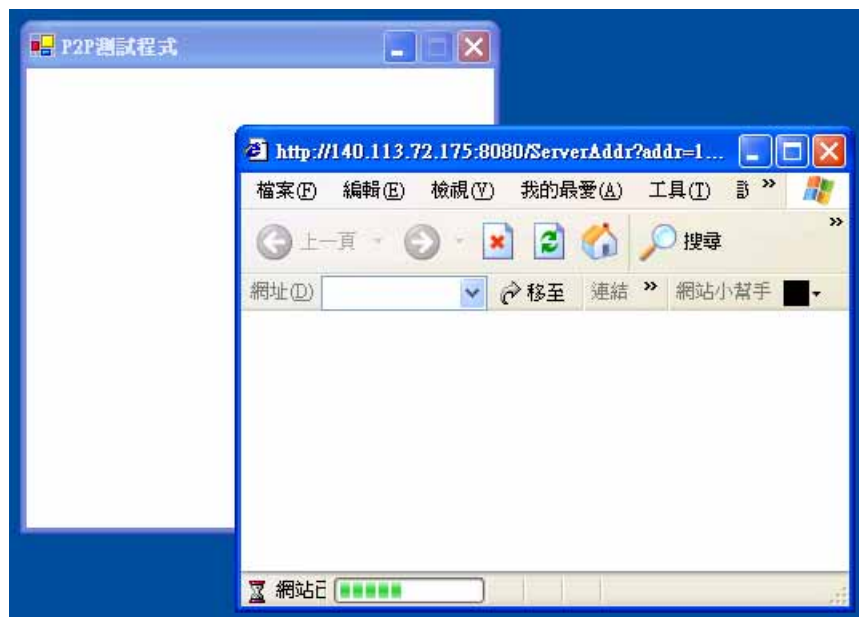 P2P測試程式
http://140.113.72.175:8080/ServerAddr?addr=1...
檔案(F) 編輯(E) 檢視(V) 我的最愛(A) 工具(T) »
上一頁 搜尋 »
網址(D) 移至 連結 » 網站小幫手
網站已